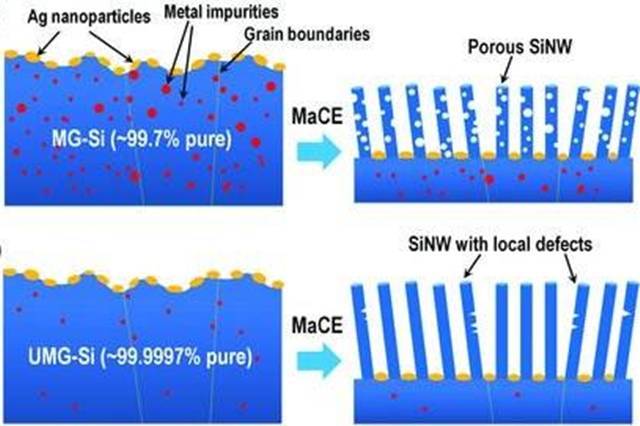 Ag nanoparticles
Metal impurities
Grain boundaries
MG-Si (~99.7% pure)
MaCE
Porous SiNW
UMG-Si (~99.9997% pure)
MaCE
SiNW with local defects